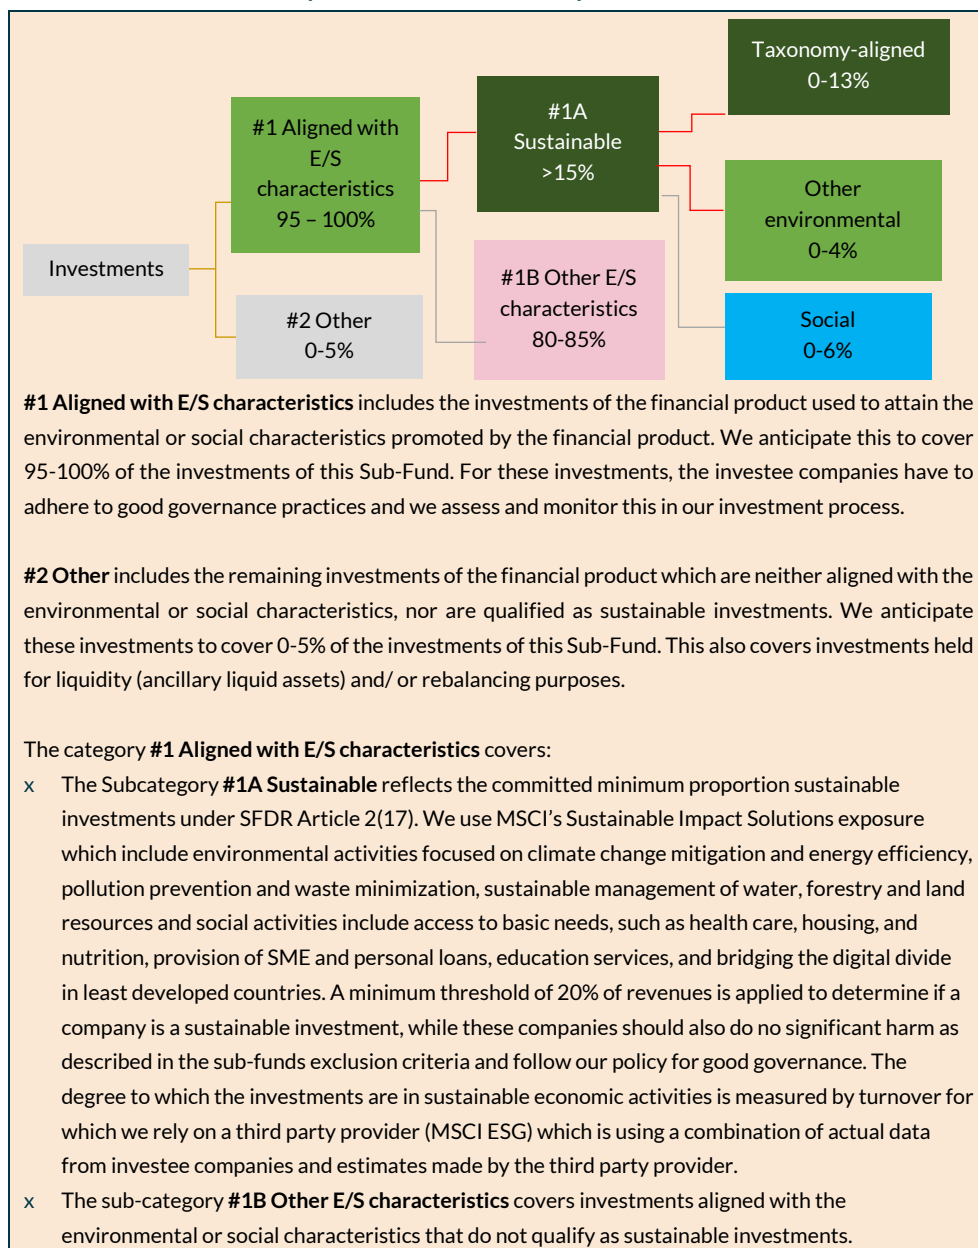 Taxonomy-aligned
0-13%
#1 Aligned with
E/S
characteristics
95 – 100%
#1A
Sustainable
>15%
Other
environmental
0-4%
Investments
#1B Other E/S
characteristics
80-85%
#2 Other
0-5%
Social
0-6%
#1 Aligned with E/S characteristics includes the investments of the financial product used to attain the
environmental or social characteristics promoted by the financial product. We anticipate this to cover
95-100% of the investments of this Sub-Fund. For these investments, the investee companies have to
adhere to good governance practices and we assess and monitor this in our investment process.
#2 Other includes the remaining investments of the financial product which are neither aligned with the
environmental or social characteristics, nor are qualified as sustainable investments. We anticipate
these investments to cover 0-5% of the investments of this Sub-Fund. This also covers investments held
for liquidity (ancillary liquid assets) and/ or rebalancing purposes.
The category #1 Aligned with E/S characteristics covers:
x The Subcategory #1A Sustainable reflects the committed minimum proportion sustainable
investments under SFDR Article 2(17). We use MSCI’s Sustainable Impact Solutions exposure
which include environmental activities focused on climate change mitigation and energy efficiency,
pollution prevention and waste minimization, sustainable management of water, forestry and land
resources and social activities include access to basic needs, such as health care, housing, and
nutrition, provision of SME and personal loans, education services, and bridging the digital divide
in least developed countries. A minimum threshold of 20% of revenues is applied to determine if a
company is a sustainable investment, while these companies should also do no significant harm as
described in the sub-funds exclusion criteria and follow our policy for good governance. The
degree to which the investments are in sustainable economic activities is measured by turnover for
which we rely on a third party provider (MSCI ESG) which is using a combination of actual data
from investee companies and estimates made by the third party provider.
x The sub-category #1B Other E/S characteristics covers investments aligned with the
environmental or social characteristics that do not qualify as sustainable investments.